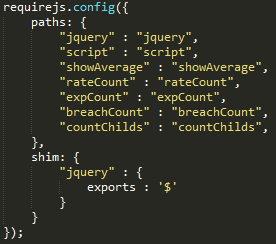 requirejs.config({
    paths: {
        "jquery" : "jquery",
        "script" : "script",
        "showAverage" : "showAverage",
        "rateCount" : "rateCount",
        "expCount" : "expCount",
        "breachCount" : "breachCount",
        "countChilds" : "countChilds",
    },
    shim: {
        "jquery" : {
            exports : '$'
        }
    }
});